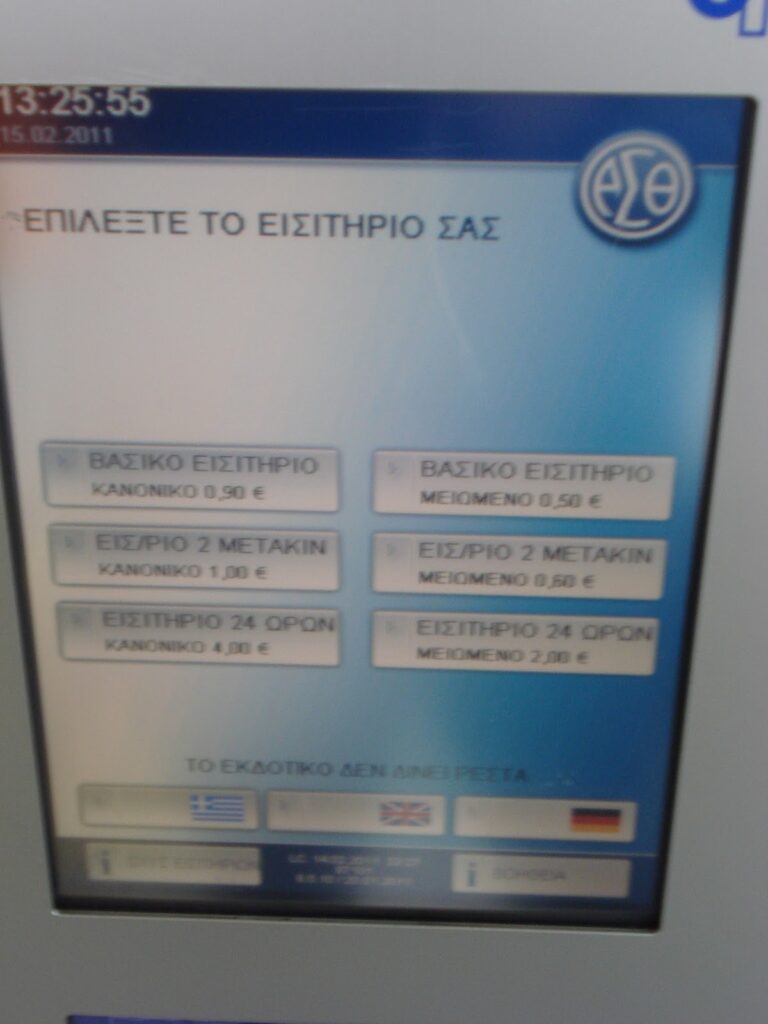 13:25:55
15.02.2011
ΑΣΘ
ΕΠΙΛΕΞΤΕ ΤΟ ΕΙΣΙΤΗΡΙΟ ΣΑΣ
ΒΑΣΙΚΟ ΕΙΣΙΤΗΡΙΟ
ΚΑΝΟΝΙΚΟ 0,90 €
ΒΑΣΙΚΟ ΕΙΣΙΤΗΡΙΟ
ΜΕΙΩΜΕΝΟ 0,50 €
ΕΙΣ/ΡΙΟ 2 ΜΕΤΑΚΙΝ
ΚΑΝΟΝΙΚΟ 1,00 €
ΕΙΣ/ΡΙΟ 2 ΜΕΤΑΚΙΝ
ΜΕΙΩΜΕΝΟ 0,60 €
ΕΙΣΙΤΗΡΙΟ 24 ΩΡΩΝ
ΚΑΝΟΝΙΚΟ 4,00 €
ΕΙΣΙΤΗΡΙΟ 24 ΩΡΩΝ
ΜΕΙΩΜΕΝΟ 2,00 €
ΤΟ ΕΚΔΟΤΙΚΟ ΔΕΝ ΔΙΝΕΙ ΡΕΣΤΑ
ΒΟΗΘΕΙΑ